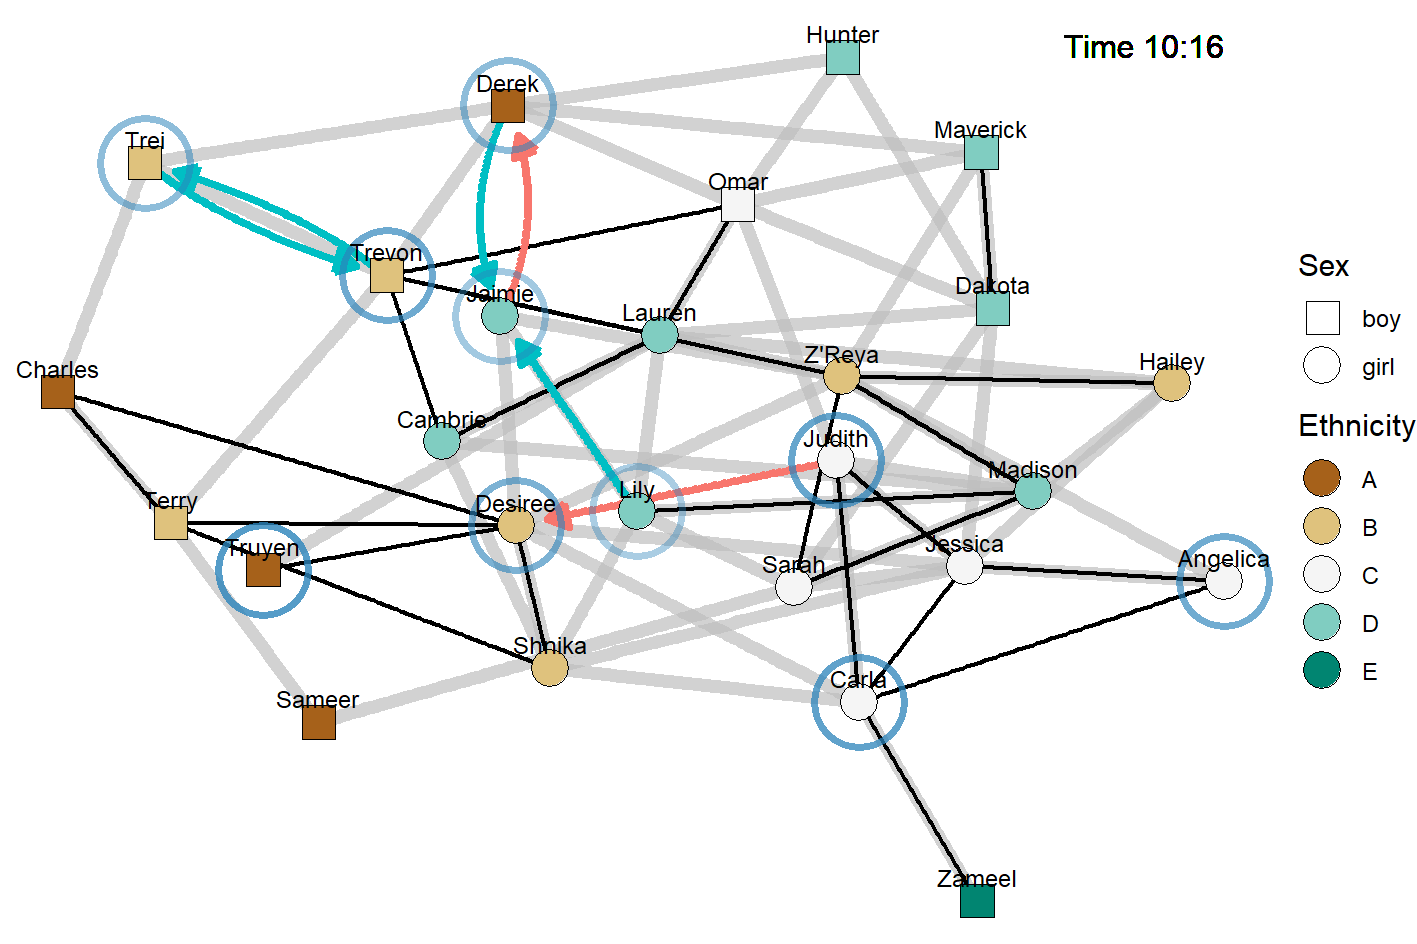 Hunter
Time 10:16
Derek
Maverick
Trei
Omar
Trevon
Jaimie
Dakota
Lauren
Z'Reya
Hailey
Charles
Cambrie
Judith
Madison
Terry
Desiree
Lily
Truyen
Sarah
Jessica
Angelica
Shnika
Carla
Sameer
Zameel
Sex
boy
girl
Ethnicity
A
B
C
D
E